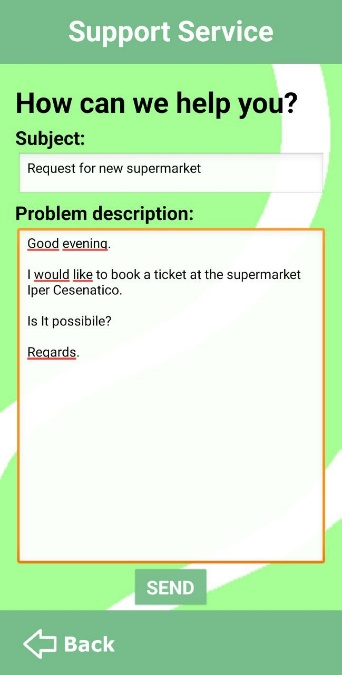 Support Service
How can we help you?
Subject:
Request for new supermarket
Problem description:
Good evening.
I would like to book a ticket at the supermarket
Iper Cesenatico.
Is It possibile?
Regards.
SEND
Back